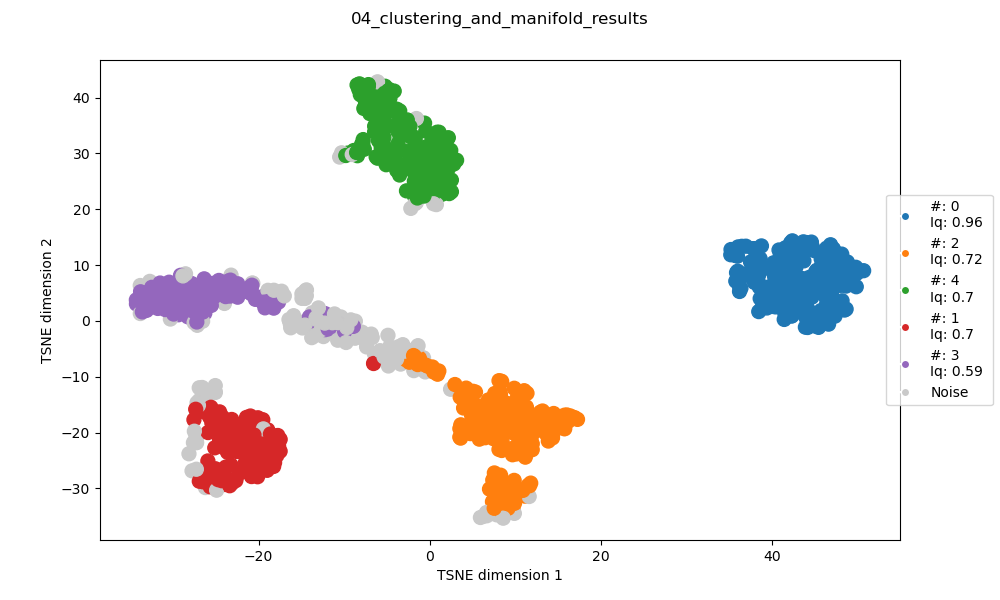 04_clustering_and_manifold_results
TSNE dimension 2
40
30
20
10
0
−10
−20
−30
−20
0
20
40
TSNE dimension 1
#: 0
Iq: 0.96
#: 2
Iq: 0.72
#: 4
Iq: 0.7
#: 1
Iq: 0.7
#: 3
Iq: 0.59
Noise